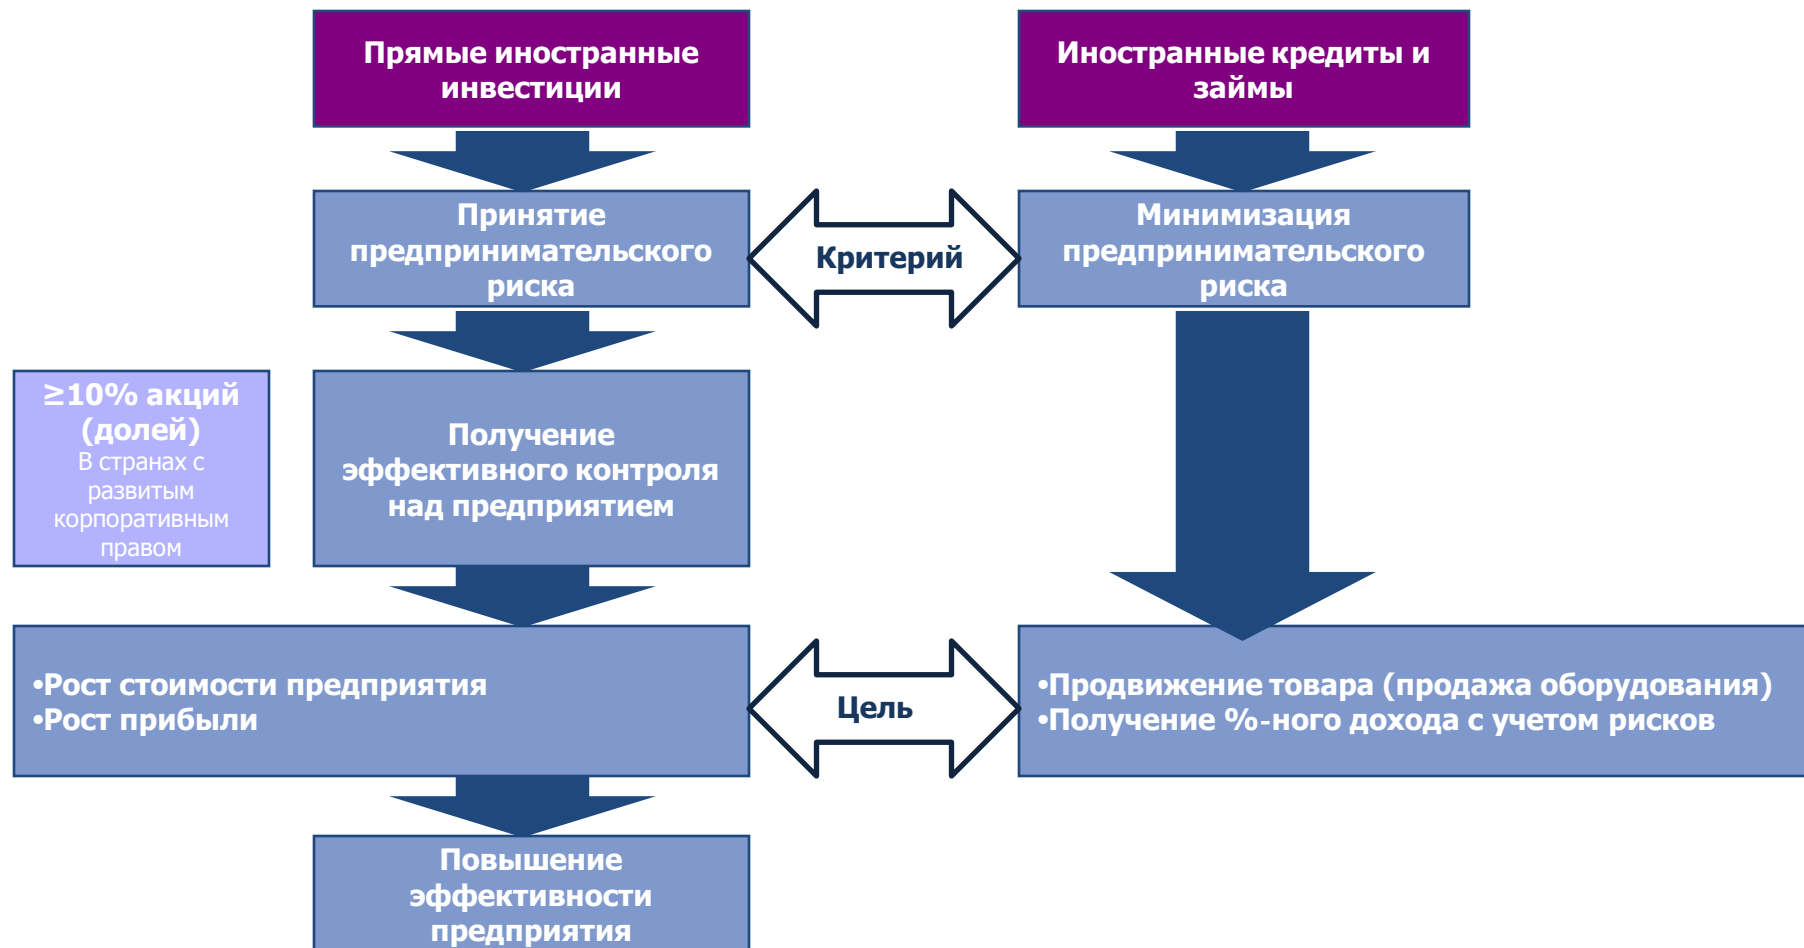 Прямые иностранные
инвестиции
Иностранные кредиты и
займы
Принятие
предпринимательского
риска
Критерий
Минимизация
предпринимательского
риска
≥10% акций
(долей)
В странах с
развитым
корпоративным
правом
Получение
эффективного контроля
над предприятием
•Рост стоимости предприятия
•Рост прибыли
Цель
•Продвижение товара (продажа оборудования)
•Получение %-ного дохода с учетом рисков
Повышение
эффективности
предприятия